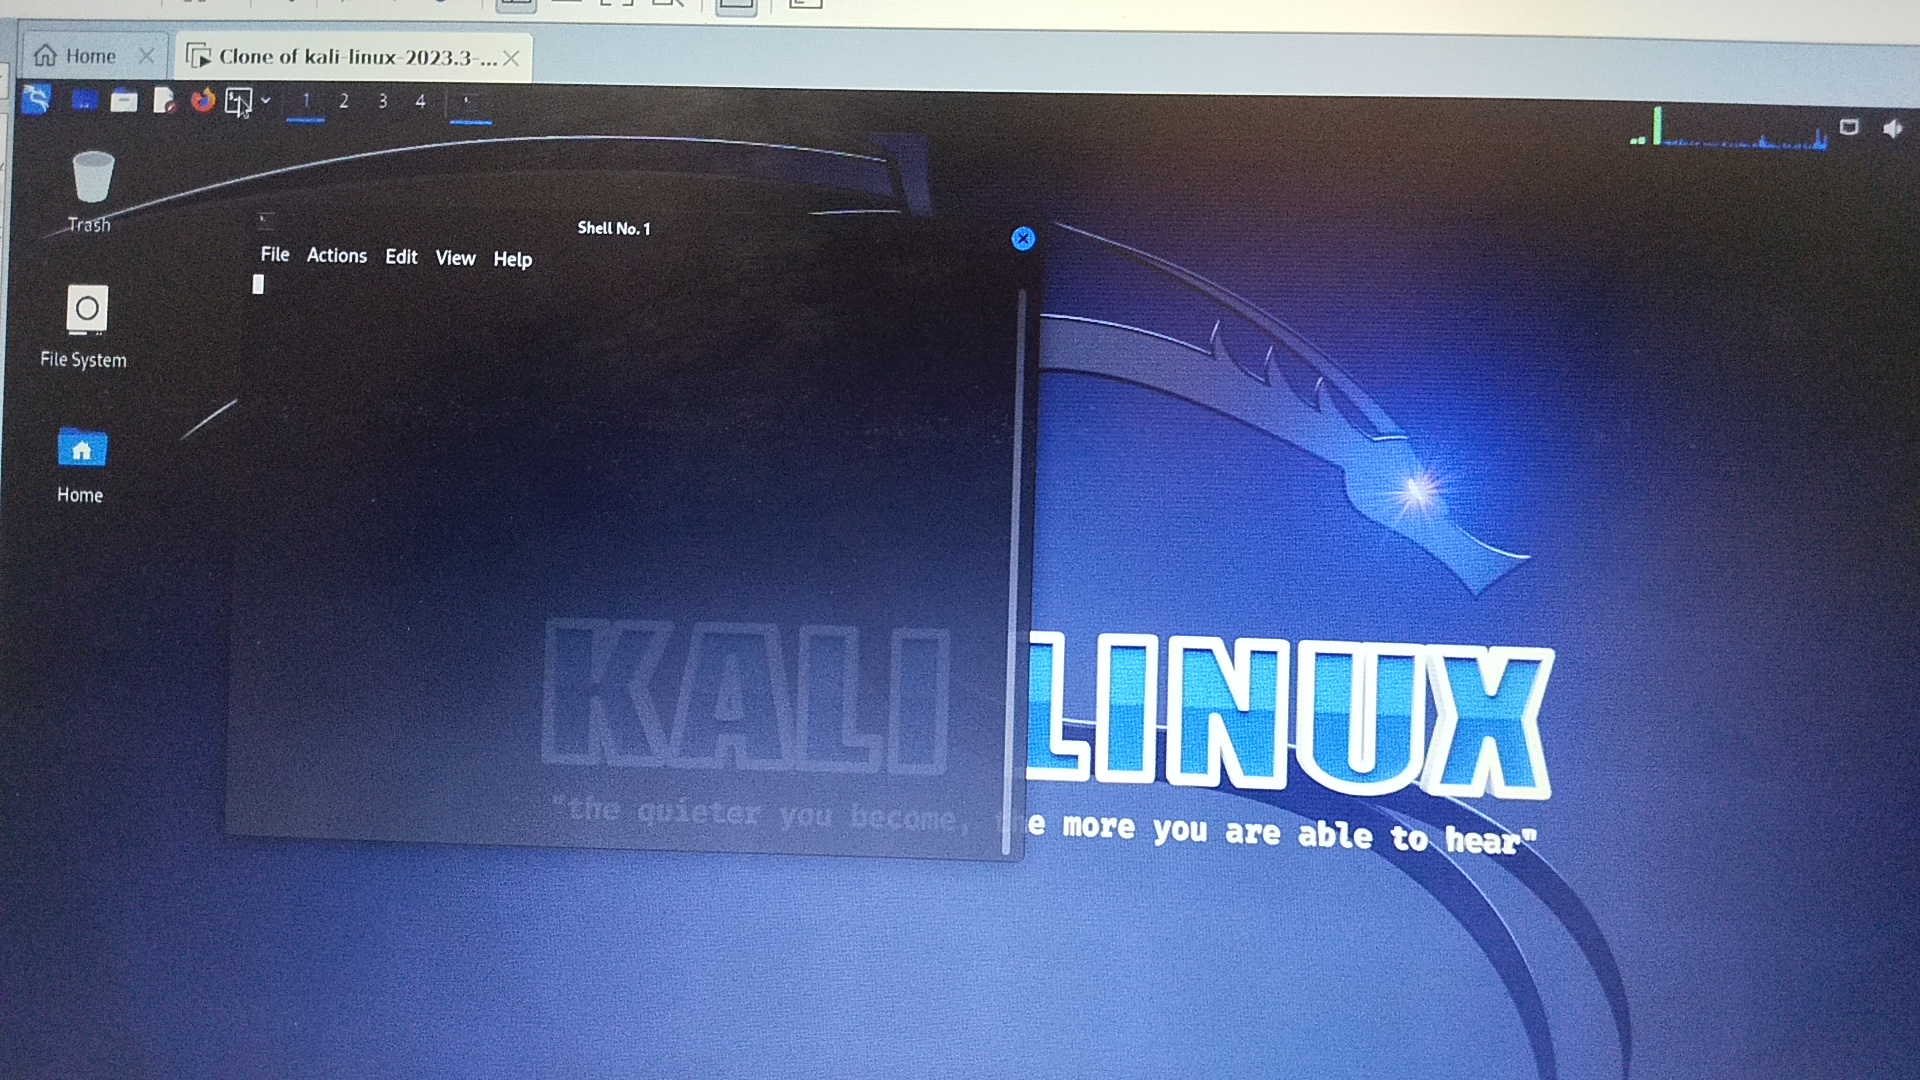 Home
Clone of kali-linux-2023.3-...
1 2 3 4
Trash
Shell No. 1
File Actions Edit View Help
File System
Home
KALI LINUX
"the quieter you become, the more you are able to hear"